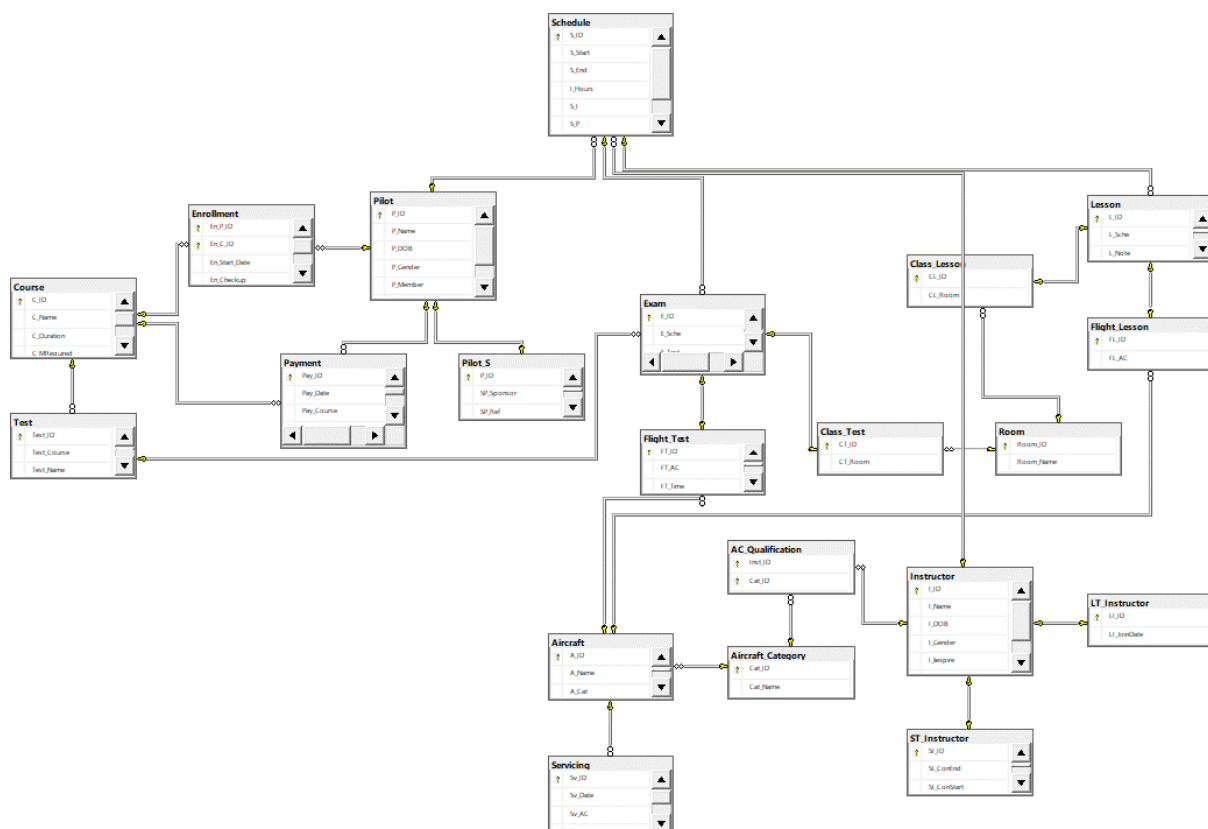 Schedule
S_ID
S_Start
S_End
I_Hours
S_I
S_P
Pilot
P_ID
P_Name
P_DOB
P_Gender
P_Member
Enrollment
En_P_ID
En_C_ID
En_Start_Date
En_Checkup
Lesson
L_ID
L_Sche
L_Note
Class_Lesson
CL_ID
CL_Room
Course
C_ID
C_Name
C_Duration
C_MRequired
Exam
E_ID
E_Sche
E_Test
Flight_Lesson
FL_ID
FL_AC
Payment
Pay_ID
Pay_Date
Pay_Course
Pilot_S
P_ID
SP_Sponsor
SP_Ref
Test
Test_ID
Test_Course
Test_Name
Flight_Test
FT_ID
FT_AC
FT_Time
Class_Test
CT_ID
CT_Room
Room
Room_ID
Room_Name
AC_Qualification
Inst_ID
Cat_ID
Instructor
I_ID
I_Name
I_DOB
I_Gender
LT_Instructor
LI_ID
LI_JoinDate
Aircraft
A_ID
A_Name
A_Cat
Aircraft_Category
Cat_ID
Cat_Name
ST_Instructor
SI_ID
SI_ConEnd
SI_ConStart
Servicing
Sv_ID
Sv_Date
Sv_AC